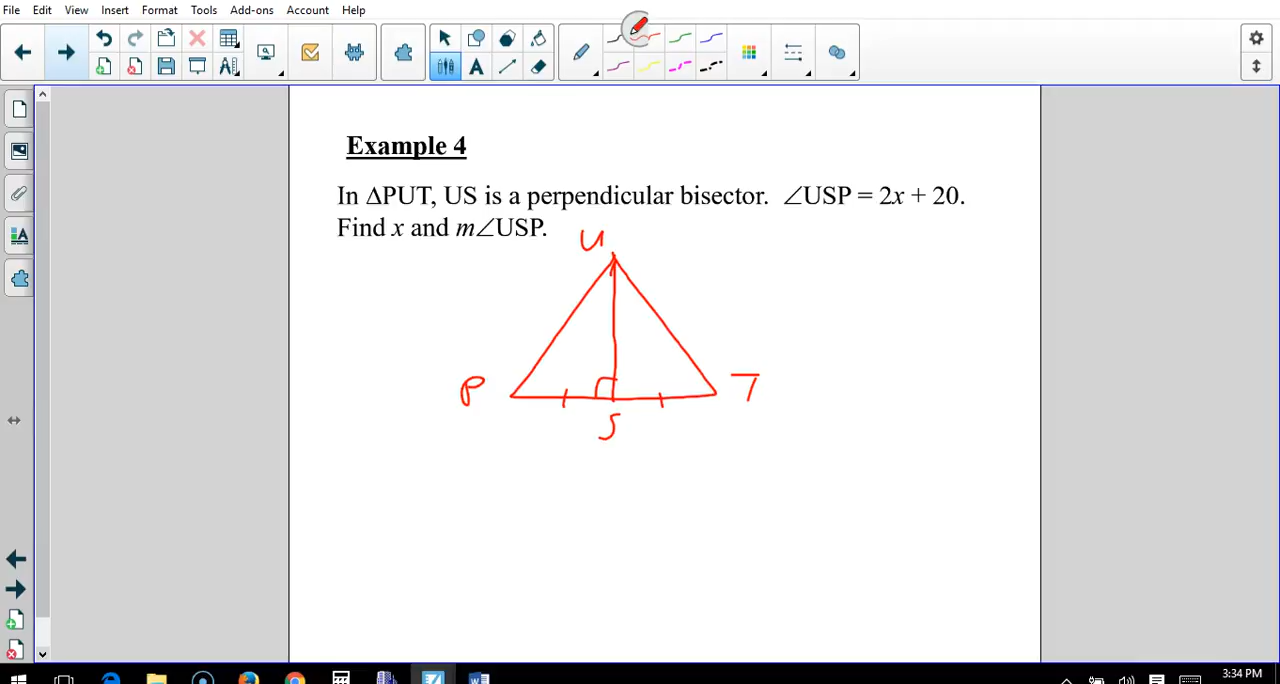 File Edit View Insert Format Tools Add-ons Account Help
Example 4
In ΔPUT, US is a perpendicular bisector. ∠USP = 2x + 20.
Find x and m∠USP.
U
P
T
S
3:34 PM